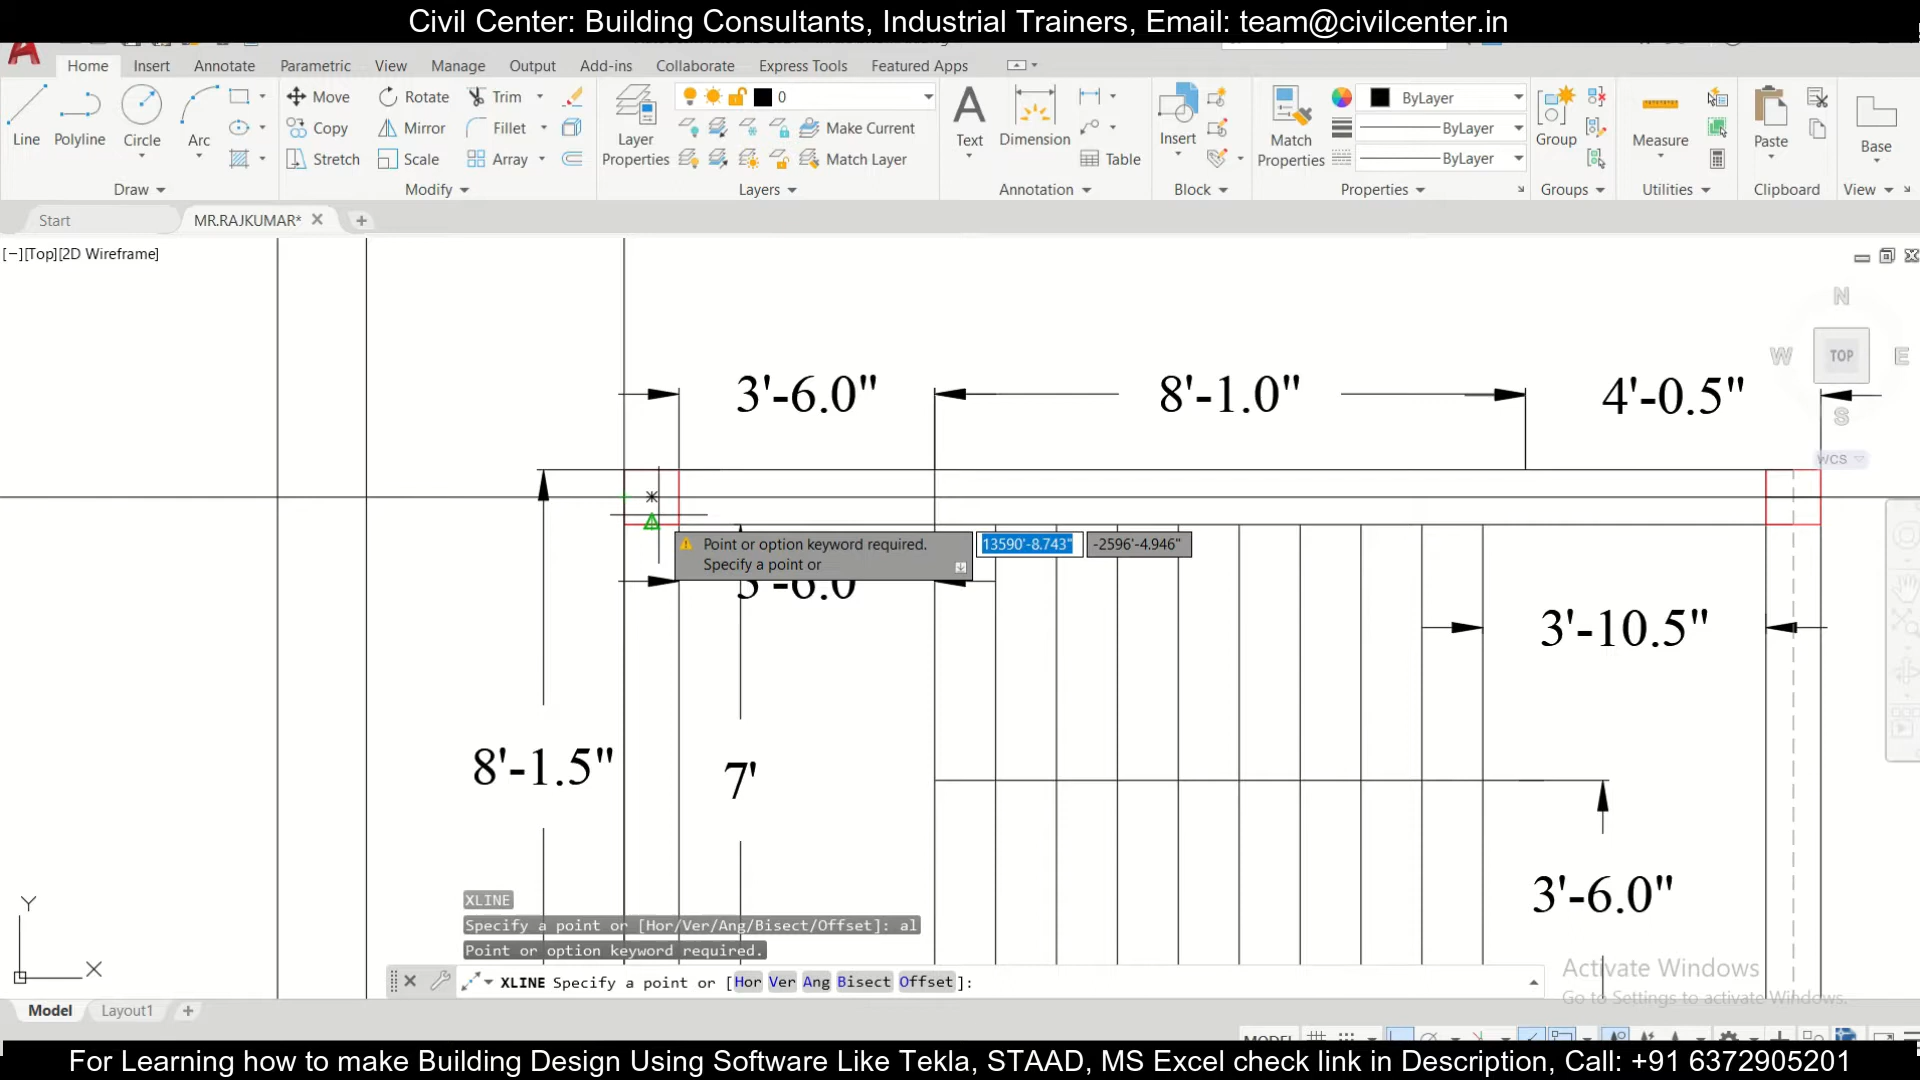 Civil Center: Building Consultants, Industrial Trainers, Email: team@civilcenter.in
Home Insert Annotate Parametric View Manage Output Add-ins Collaborate Express Tools Featured Apps
Line Polyline Circle Arc
Move Rotate Trim
Copy Mirror Fillet
Stretch Scale Array
Layer Properties
0
Make Current
Match Layer
Text Dimension Table
Insert
Match Properties
ByLayer
ByLayer
ByLayer
Group
Measure
Paste
Base
Draw Modify Layers Annotation Block Properties Groups Utilities Clipboard View
Start MR.RAJKUMAR*
[−][Top][2D Wireframe]
N
W TOP E
S
WCS
3'-6.0" 8'-1.0" 4'-0.5"
Point or option keyword required.
Specify a point or
13590'-8.743" -2596'-4.946"
3'-10.5"
8'-1.5" 7'
3'-6.0"
XLINE
Specify a point or [Hor/Ver/Ang/Bisect/Offset]: al
Point or option keyword required.
XLINE Specify a point or [Hor Ver Ang Bisect Offset]:
Y
X
Activate Windows
Go to Settings to activate Windows.
Model Layout1
MODEL
For Learning how to make Building Design Using Software Like Tekla, STAAD, MS Excel check link in Description, Call: +91 6372905201